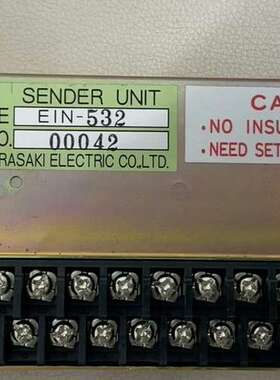 SENDER UNIT
E EIN-532
O. 00042
RASAKI ELECTRIC CO., LTD.
CA
・NO INSU
・NEED SET